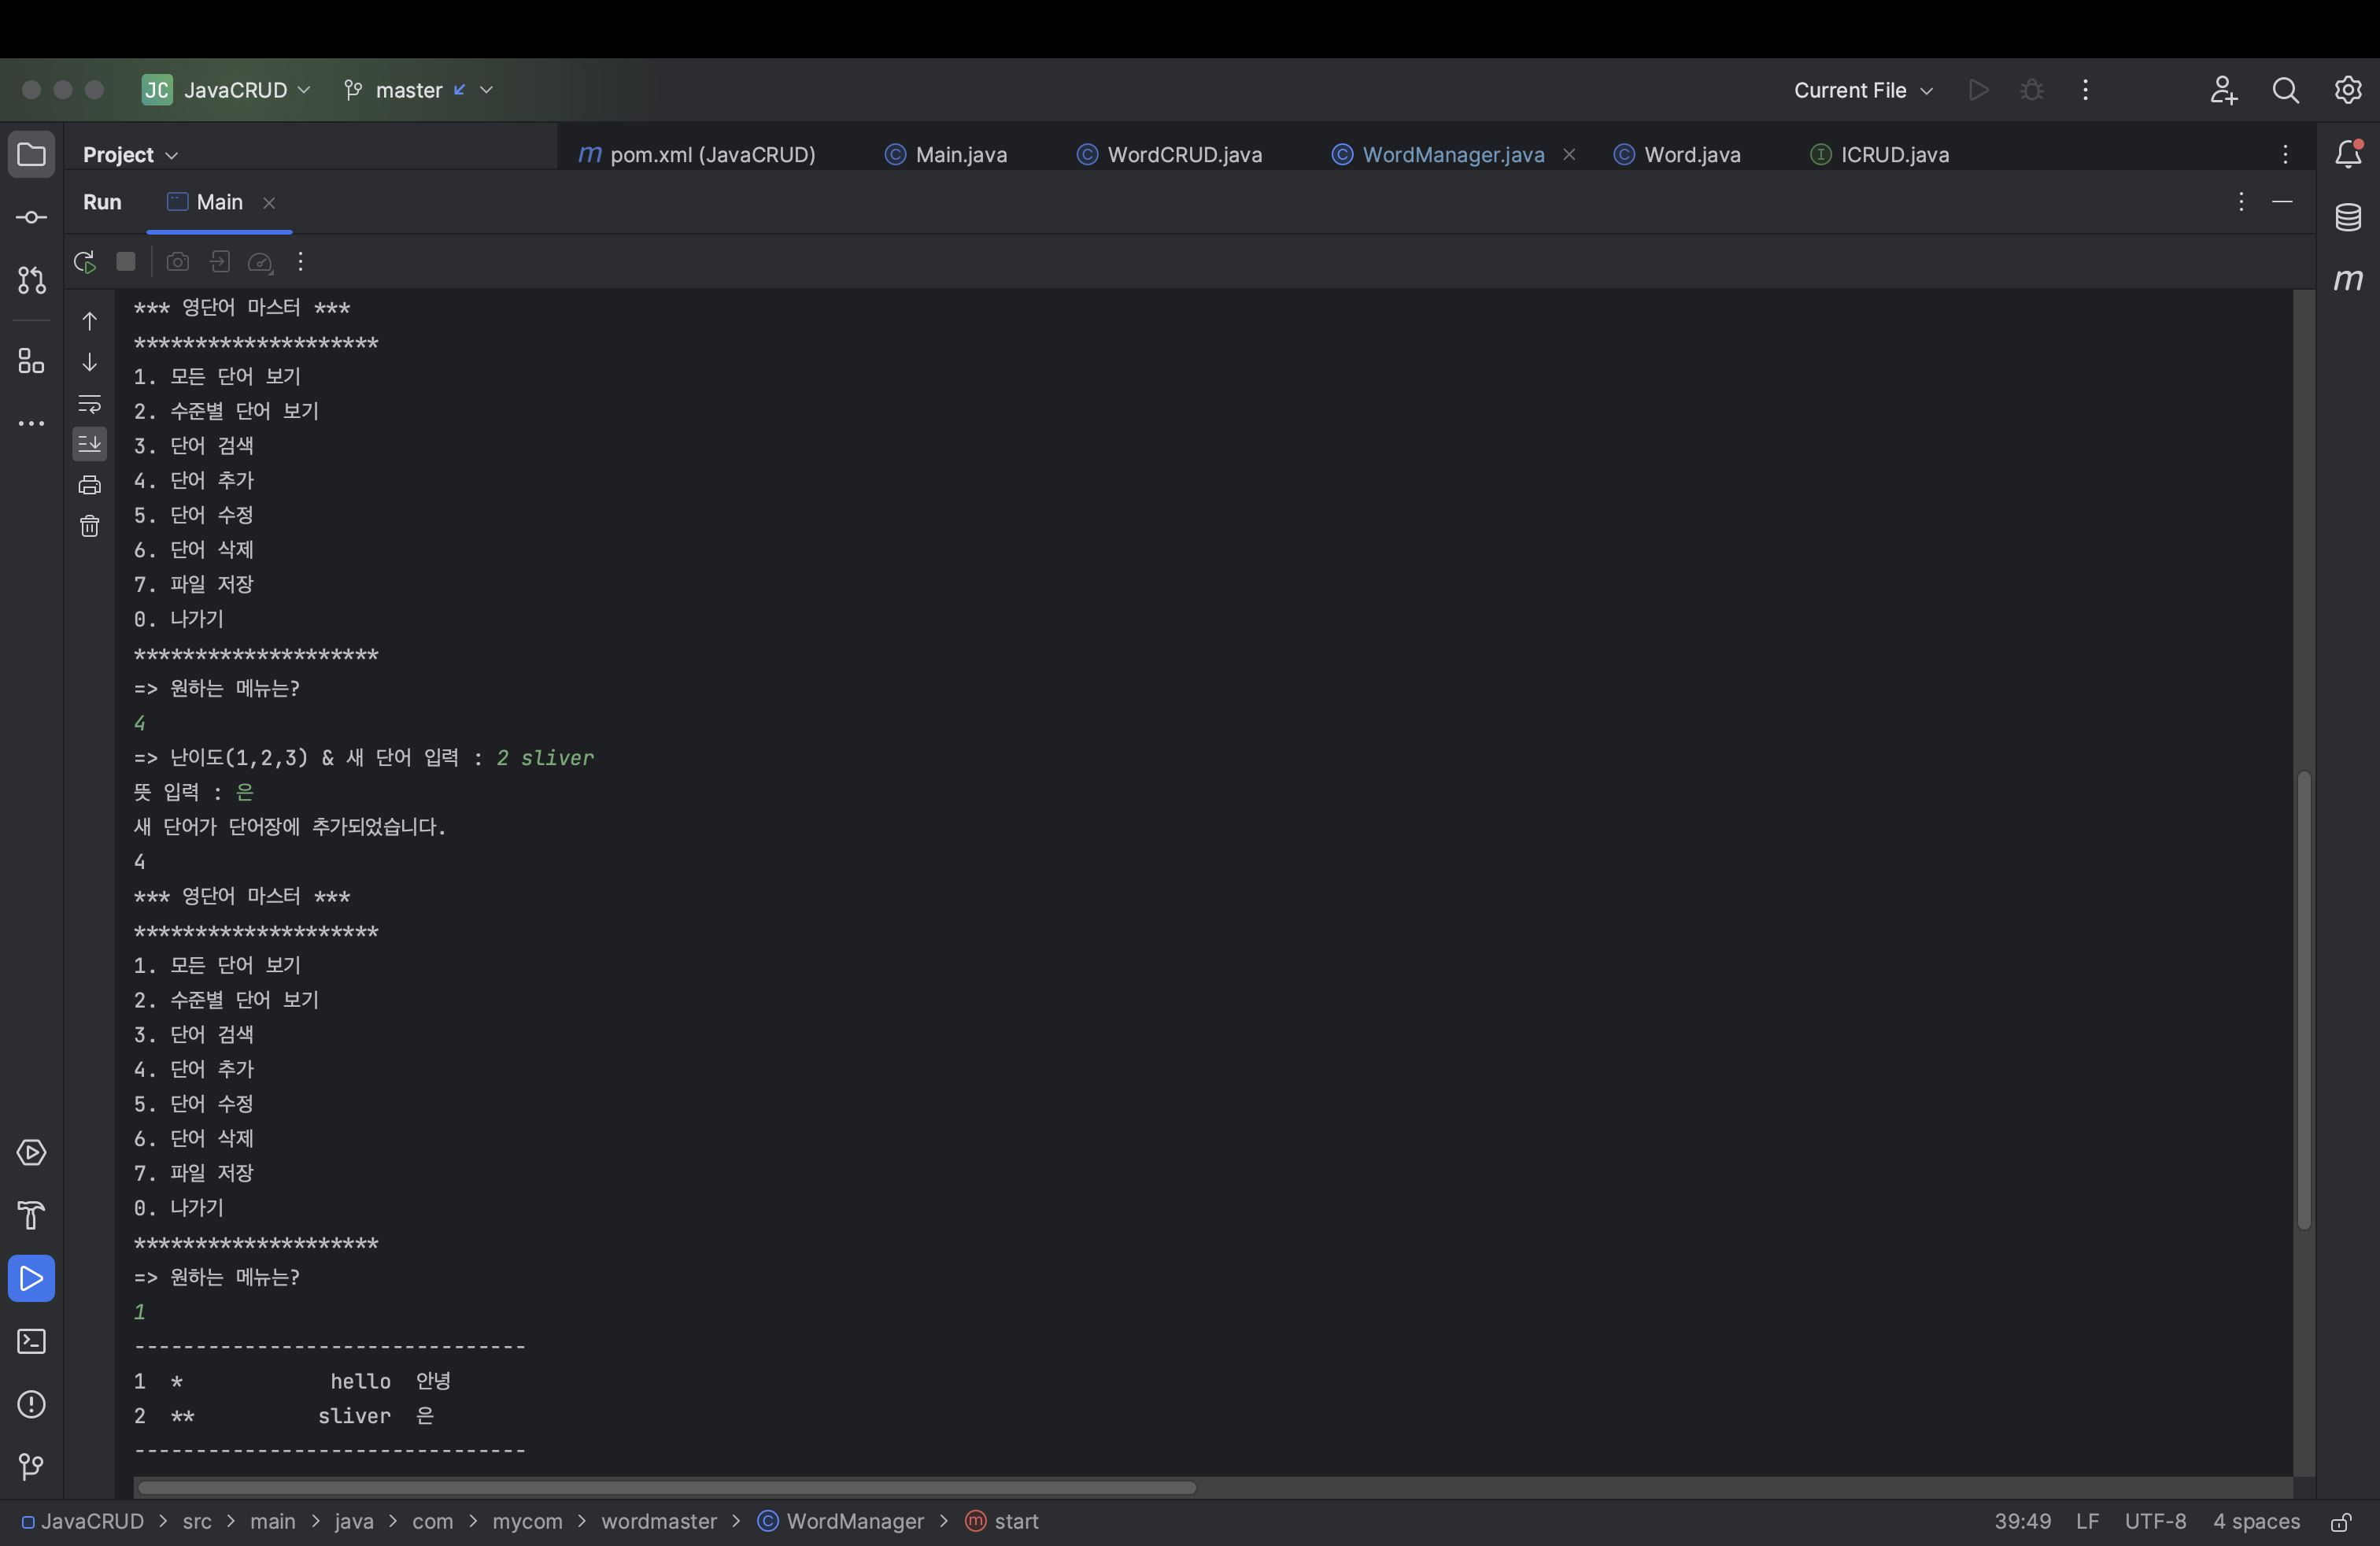 JC JavaCRUD master Current File
Project m pom.xml (JavaCRUD) C Main.java C WordCRUD.java C WordManager.java C Word.java I ICRUD.java
Run Main
*** 영단어 마스터 ***
********************
1. 모든 단어 보기
2. 수준별 단어 보기
3. 단어 검색
4. 단어 추가
5. 단어 수정
6. 단어 삭제
7. 파일 저장
0. 나가기
********************
=> 원하는 메뉴는?
4
=> 난이도(1,2,3) & 새 단어 입력 : 2 sliver
뜻 입력 : 은
새 단어가 단어장에 추가되었습니다.
4
*** 영단어 마스터 ***
********************
1. 모든 단어 보기
2. 수준별 단어 보기
3. 단어 검색
4. 단어 추가
5. 단어 수정
6. 단어 삭제
7. 파일 저장
0. 나가기
********************
=> 원하는 메뉴는?
1
--------------------------------
1 * hello 안녕
2 ** sliver 은
--------------------------------
JavaCRUD > src > main > java > com > mycom > wordmaster > C WordManager > m start 39:49 LF UTF-8 4 spaces